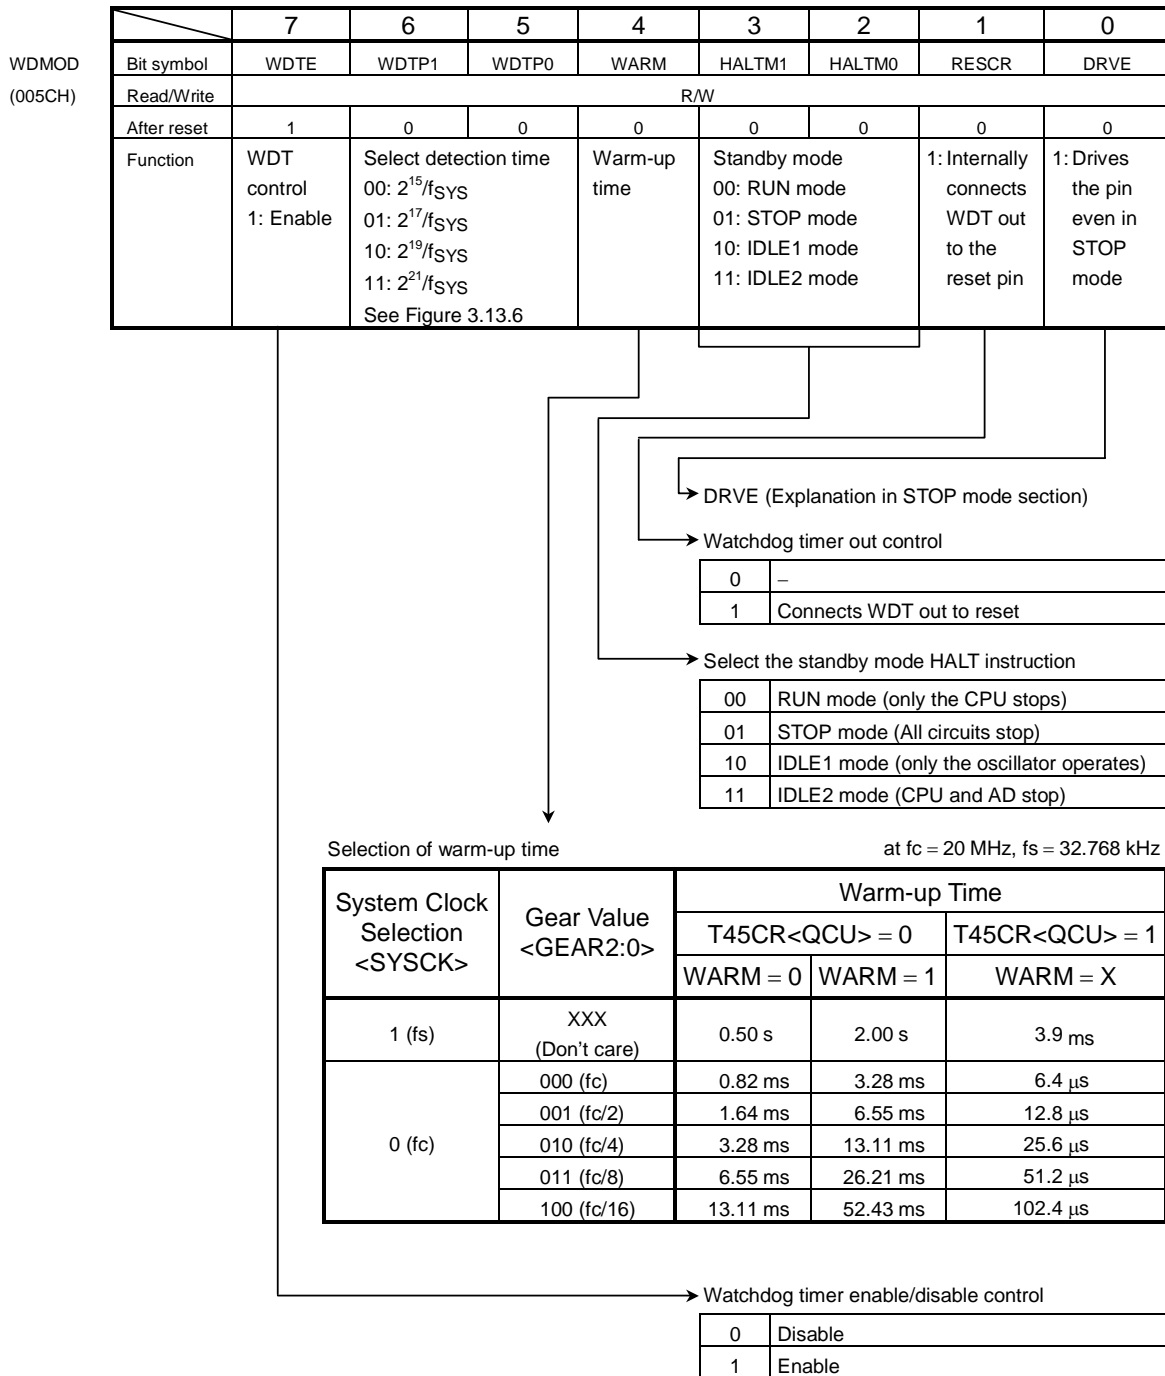 7 6 5 4 3 2 1 0
WDMOD Bit symbol WDTE WDTP1 WDTP0 WARM HALTM1 HALTM0 RESCR DRVE
(005CH) Read/Write R/W
After reset 1 0 0 0 0 0 0 0
Function WDT Select detection time Warm-up Standby mode 1: Internally 1: Drives
control 00: 2^15/fSYS time 00: RUN mode connects the pin
1: Enable 01: 2^17/fSYS 01: STOP mode WDT out even in
10: 2^19/fSYS 10: IDLE1 mode to the STOP
11: 2^21/fSYS 11: IDLE2 mode reset pin mode
See Figure 3.13.6
DRVE (Explanation in STOP mode section)
Watchdog timer out control
0 –
1 Connects WDT out to reset
Select the standby mode HALT instruction
00 RUN mode (only the CPU stops)
01 STOP mode (All circuits stop)
10 IDLE1 mode (only the oscillator operates)
11 IDLE2 mode (CPU and AD stop)
Selection of warm-up time at fc = 20 MHz, fs = 32.768 kHz
System Clock Selection <SYSCK> Gear Value <GEAR2:0> Warm-up Time
T45CR<QCU> = 0 T45CR<QCU> = 1
WARM = 0 WARM = 1 WARM = X
1 (fs) XXX (Don't care) 0.50 s 2.00 s 3.9 ms
0 (fc) 000 (fc) 0.82 ms 3.28 ms 6.4 μs
001 (fc/2) 1.64 ms 6.55 ms 12.8 μs
010 (fc/4) 3.28 ms 13.11 ms 25.6 μs
011 (fc/8) 6.55 ms 26.21 ms 51.2 μs
100 (fc/16) 13.11 ms 52.43 ms 102.4 μs
Watchdog timer enable/disable control
0 Disable
1 Enable